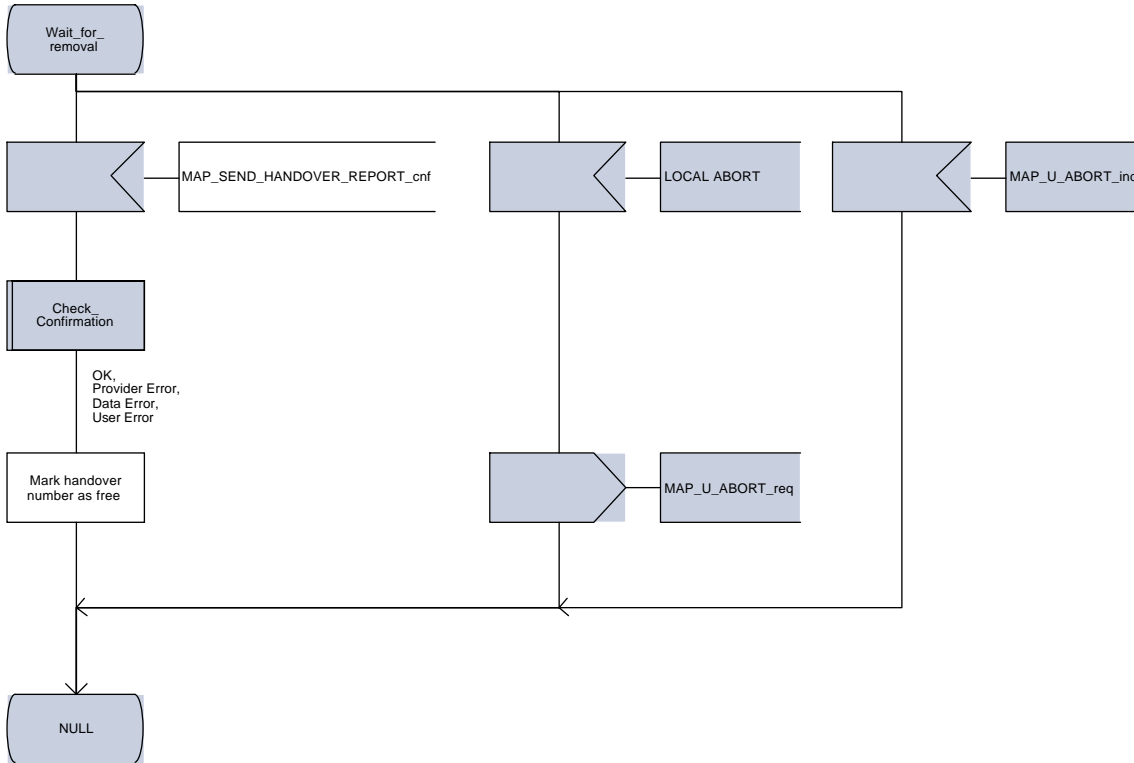 Wait_for_
removal
MAP_SEND_HANDOVER_REPORT_cnf
LOCAL ABORT
MAP_U_ABORT_ind
Check_
Confirmation
OK,
Provider Error,
Data Error,
User Error
Mark handover
number as free
MAP_U_ABORT_req
NULL